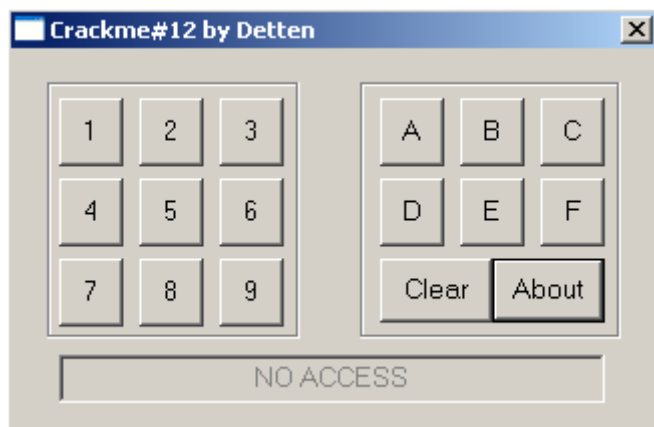 Crackme#12 by Detten
1 2 3 A B C
4 5 6 D E F
7 8 9 Clear About
NO ACCESS